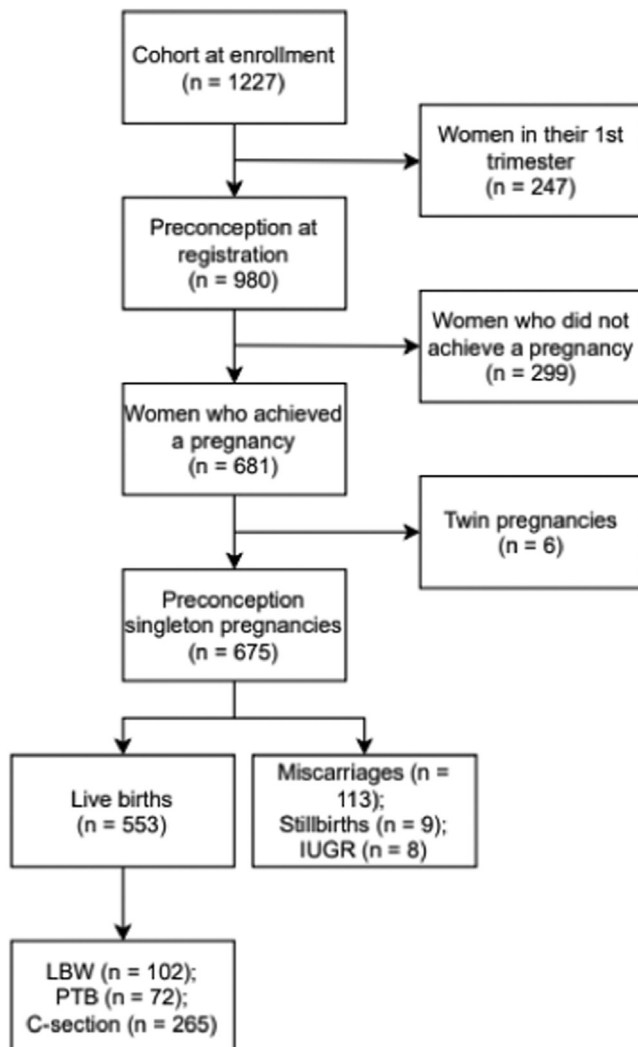 Cohort at enrollment
(n = 1227)
Women in their 1st
trimester
(n = 247)
Preconception at
registration
(n = 980)
Women who did not
achieve a pregnancy
(n = 299)
Women who achieved
a pregnancy
(n = 681)
Twin pregnancies
(n = 6)
Preconception
singleton pregnancies
(n = 675)
Live births
(n = 553)
Miscarriages (n =
113);
Stillbirths (n = 9);
IUGR (n = 8)
LBW (n = 102);
PTB (n = 72);
C-section (n = 265)